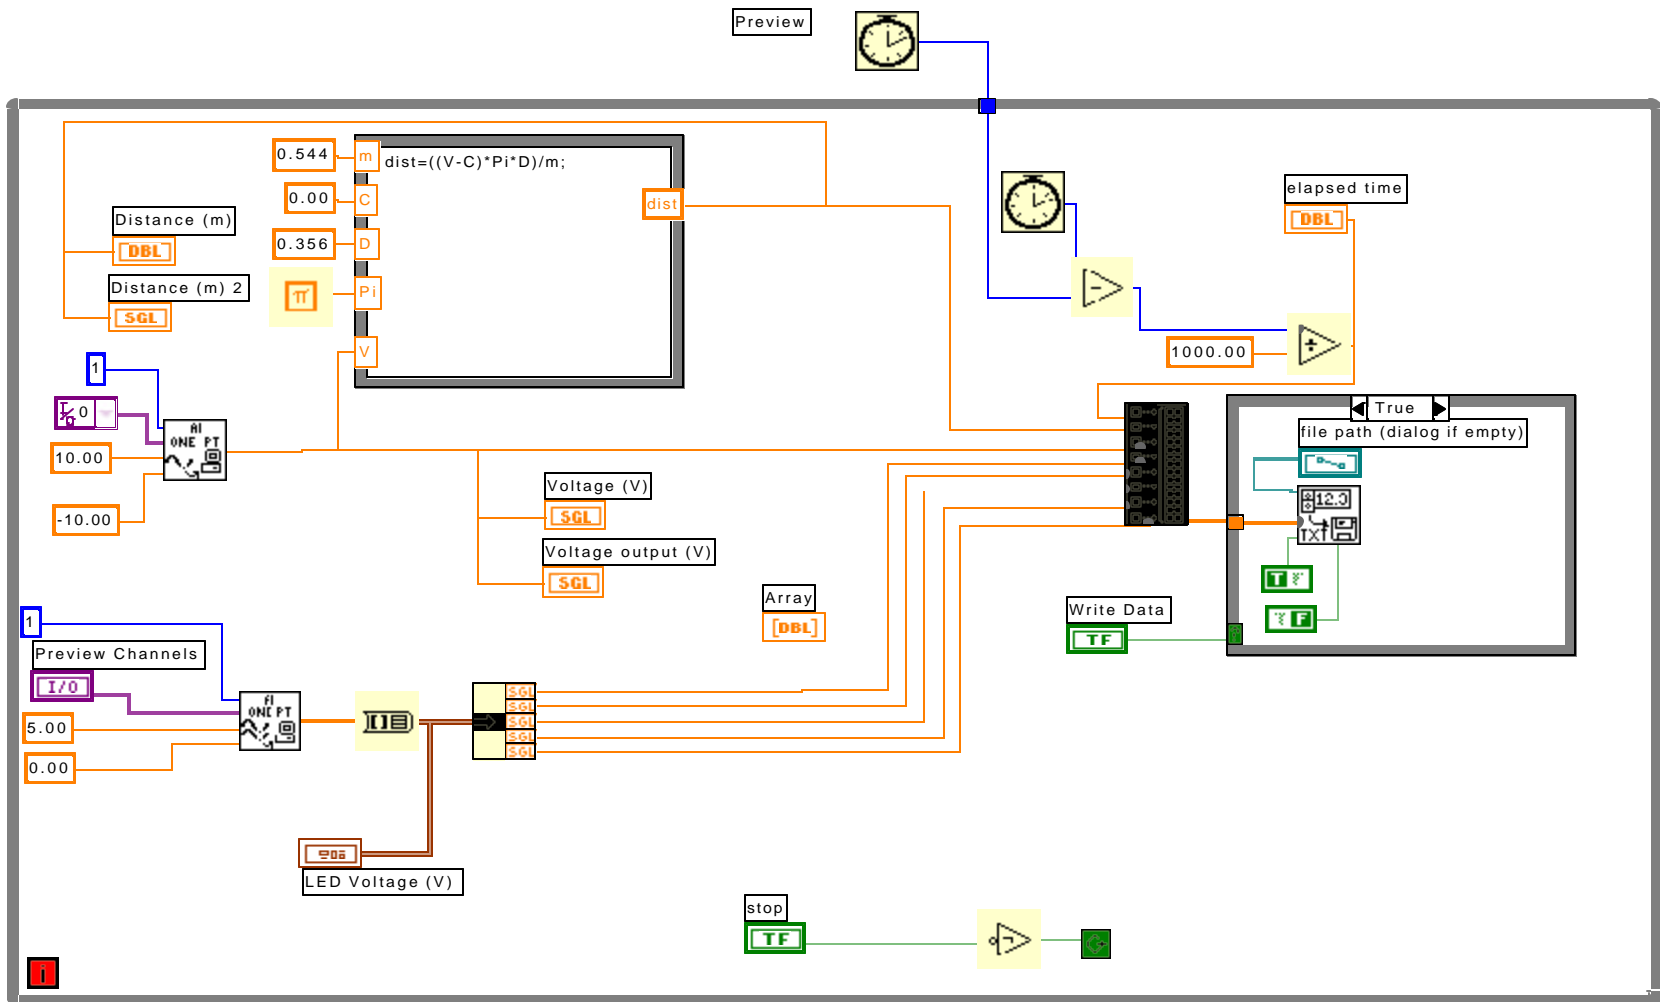 Preview
0.544
m
dist=((V-C)*Pi*D)/m;
0.00
C
dist
elapsed time
DBL
Distance (m)
DBL
0.356
D
Distance (m) 2
SGL
π
Pi
V
1000.00
1
0
AI
ONE PT
10.00
-10.00
True
file path (dialog if empty)
12.3
TXT
Voltage (V)
SGL
Voltage output (V)
SGL
T
F
Array
[DBL]
Write Data
TF
1
Preview Channels
I/O
AI
ONE PT
5.00
0.00
SGL
SGL
SGL
SGL
SGL
LED Voltage (V)
stop
TF
i